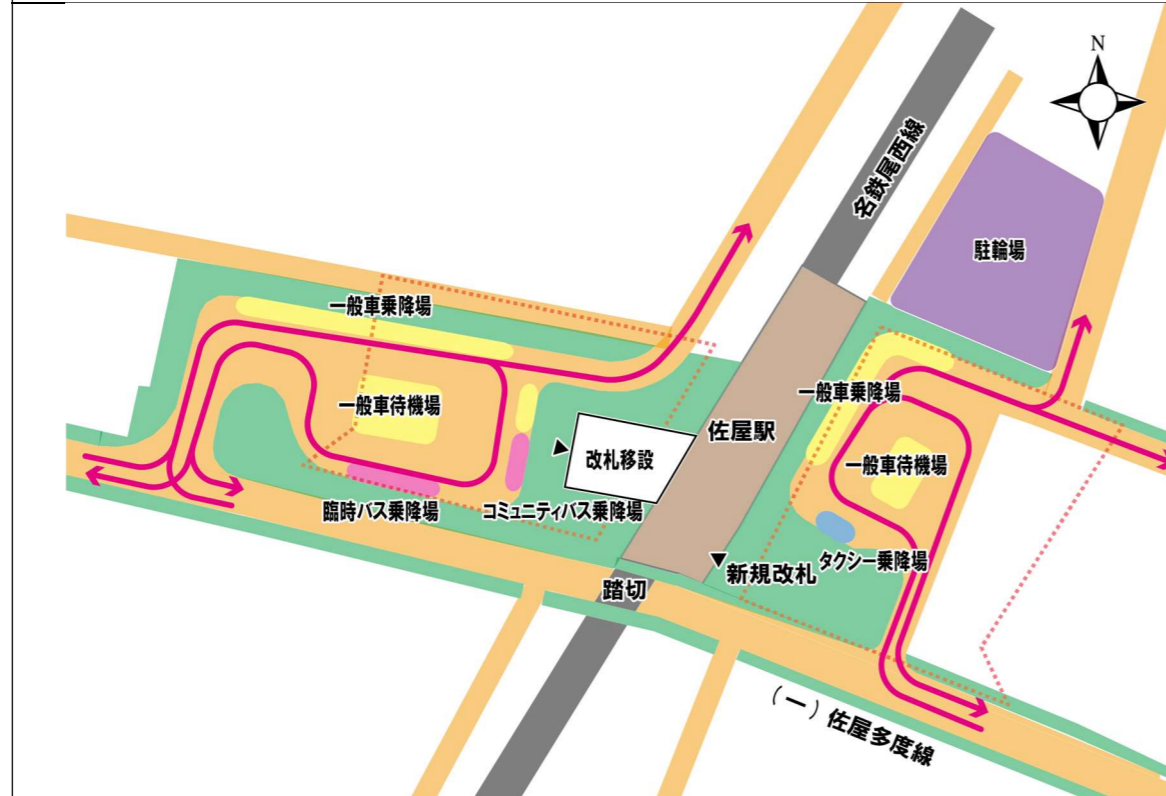 N
名鉄尾西線
駐輪場
一般車乗降場
一般車待機場
佐屋駅
一般車乗降場
改札移設
一般車待機場
臨時バス乗降場
コミュニティバス乗降場
タクシー乗降場
新規改札
踏切
(一)佐屋多度線